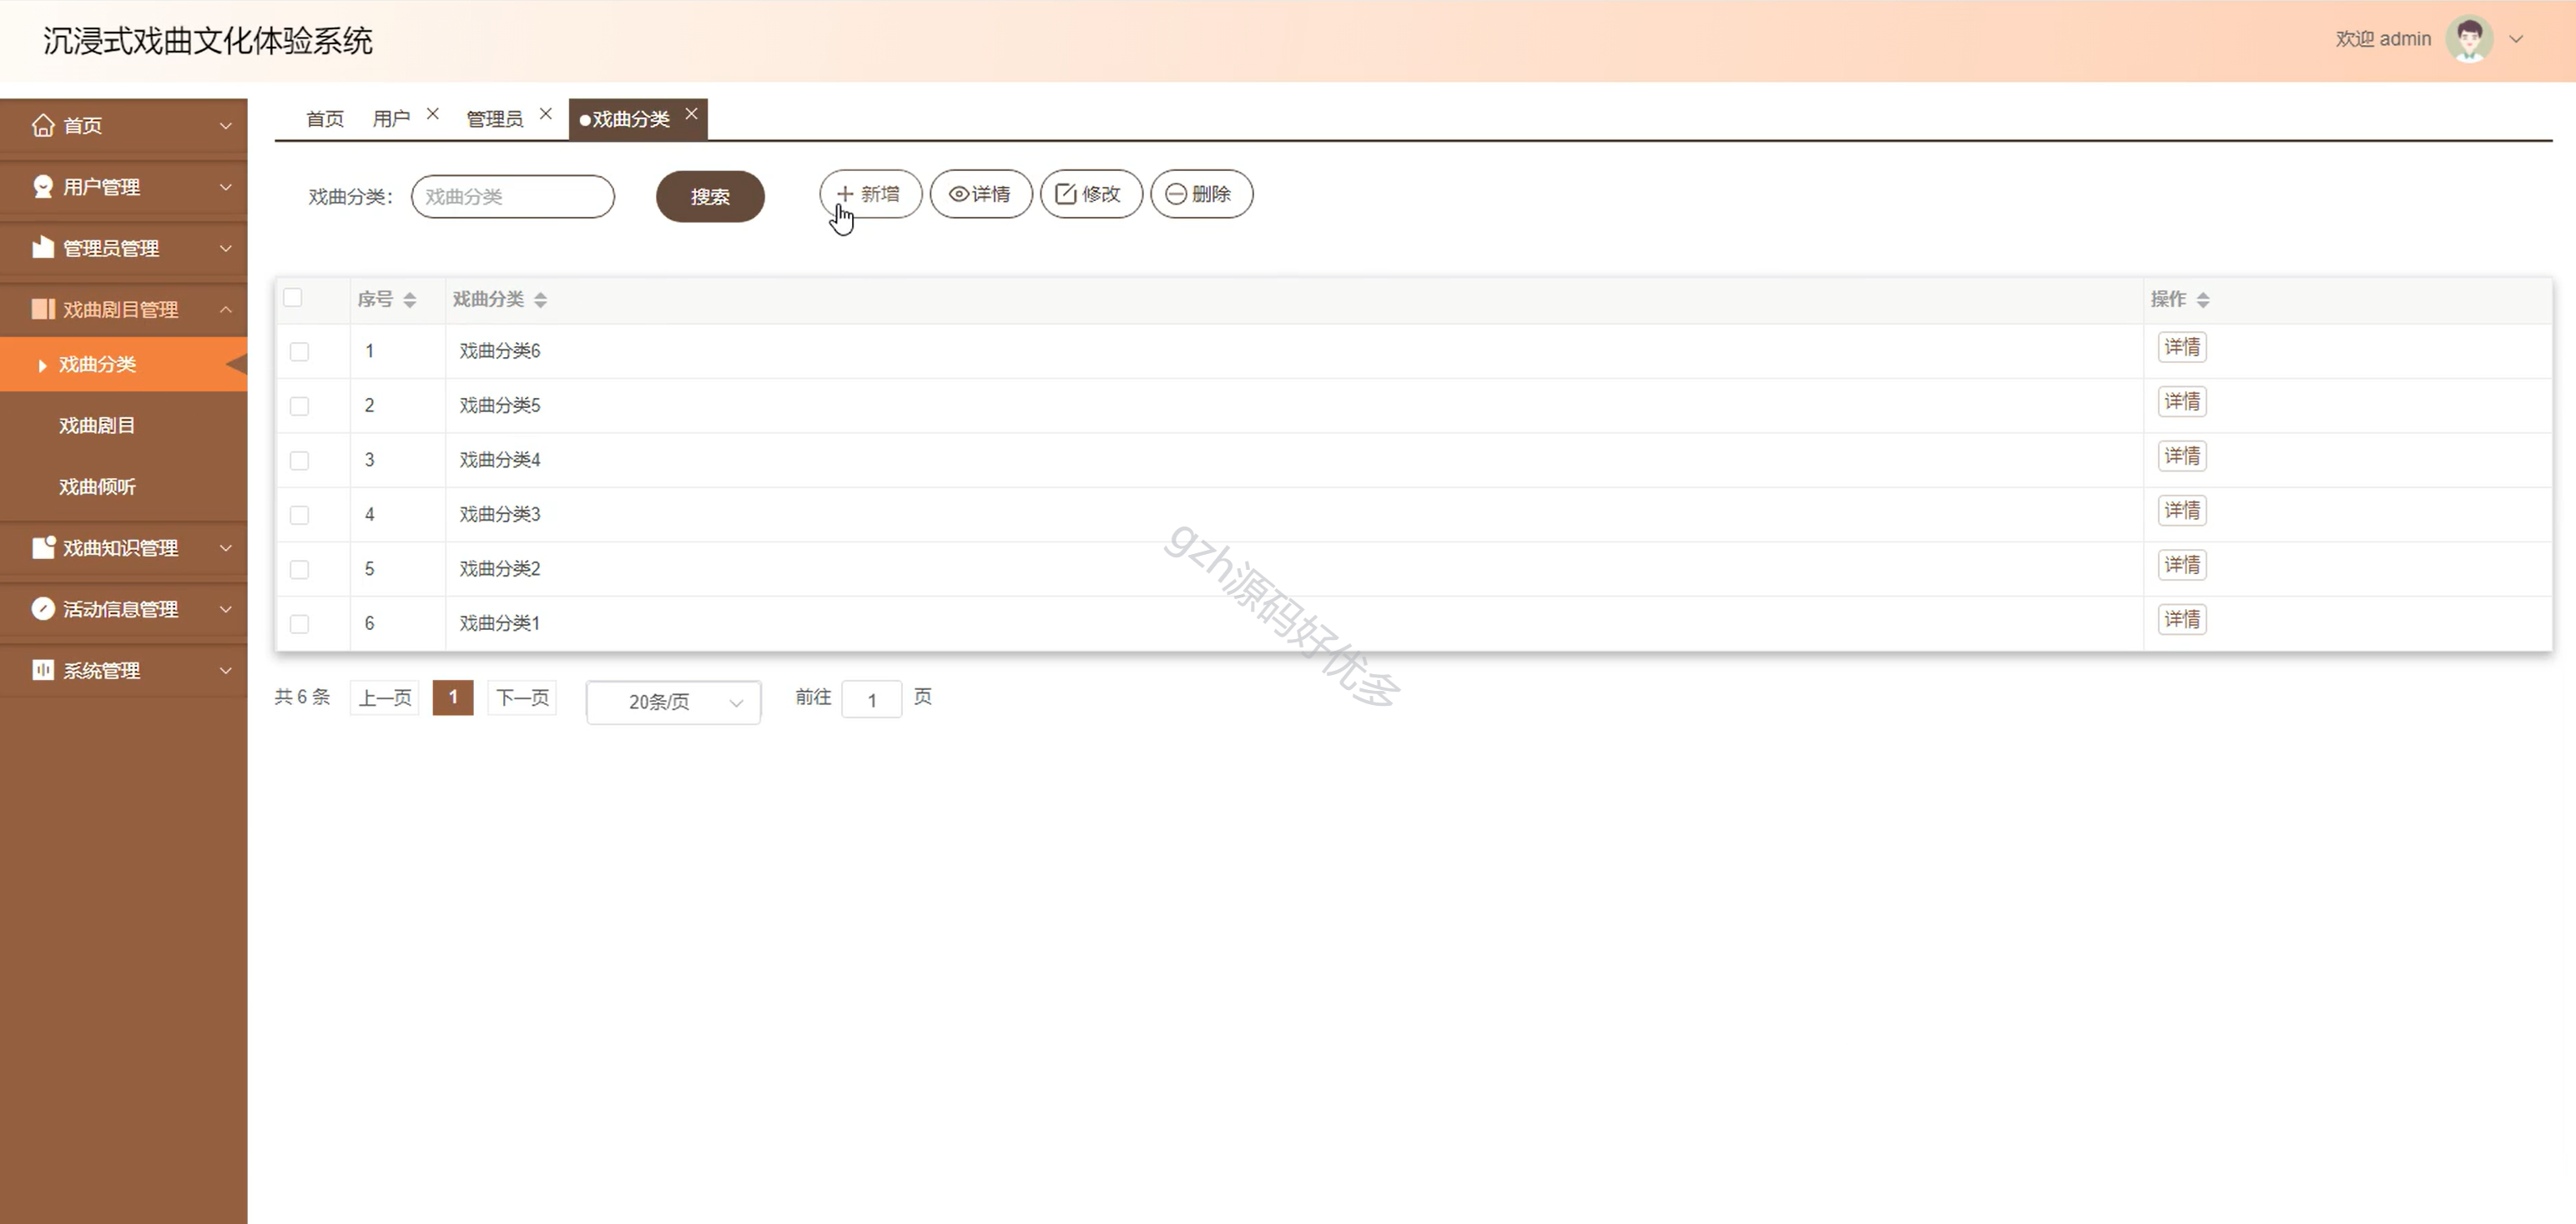 沉浸式戏曲文化体验系统
欢迎 admin
首页
用户管理
管理员管理
戏曲剧目管理
戏曲分类
戏曲剧目
戏曲倾听
戏曲知识管理
活动信息管理
系统管理
首页 用户 管理员 戏曲分类
戏曲分类： 戏曲分类 搜索 新增 详情 修改 删除
序号 戏曲分类 操作
1 戏曲分类6 详情
2 戏曲分类5 详情
3 戏曲分类4 详情
4 戏曲分类3 详情
5 戏曲分类2 详情
6 戏曲分类1 详情
共 6 条 上一页 1 下一页 20条/页 前往 1 页
gzh源码好优多